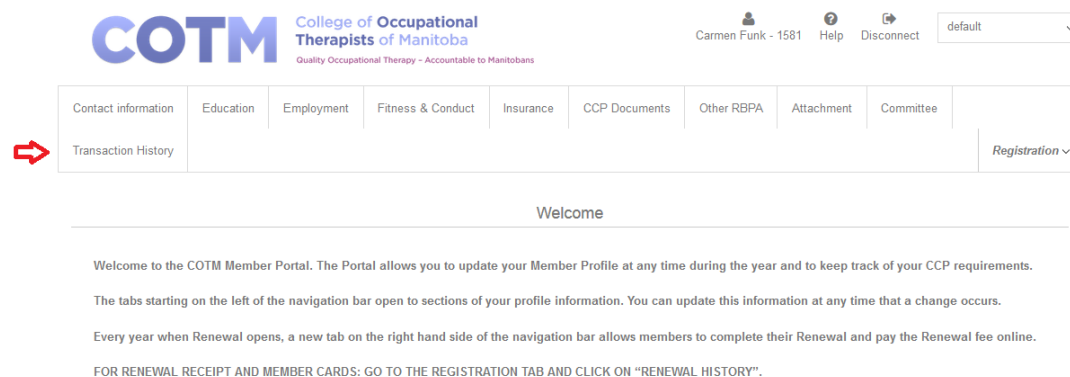 COTM
College of Occupational
Therapists of Manitoba
Quality Occupational Therapy - Accountable to Manitobans
Carmen Funk - 1581 Help Disconnect default
Contact information Education Employment Fitness & Conduct Insurance CCP Documents Other RBPA Attachment Committee
Transaction History Registration
Welcome
Welcome to the COTM Member Portal. The Portal allows you to update your Member Profile at any time during the year and to keep track of your CCP requirements.
The tabs starting on the left of the navigation bar open to sections of your profile information. You can update this information at any time that a change occurs.
Every year when Renewal opens, a new tab on the right hand side of the navigation bar allows members to complete their Renewal and pay the Renewal fee online.
FOR RENEWAL RECEIPT AND MEMBER CARDS: GO TO THE REGISTRATION TAB AND CLICK ON “RENEWAL HISTORY”.